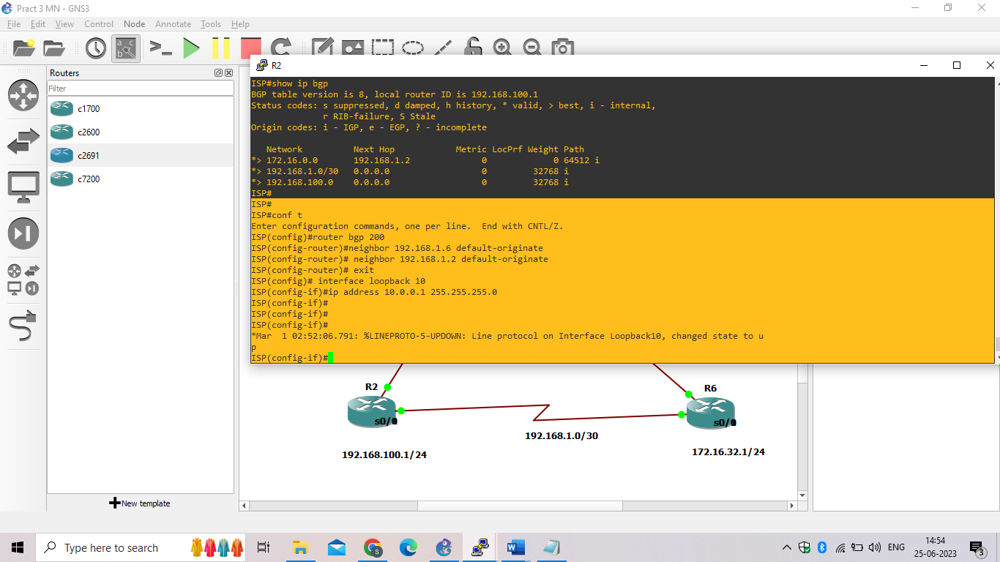 Pract 3 MN - GNS3
File Edit View Control Node Annotate Tools Help
Routers
Filter
c1700
c2600
c2691
c7200
New template
R2
ISP#show ip bgp
BGP table version is 8, local router ID is 192.168.100.1
Status codes: s suppressed, d damped, h history, * valid, > best, i - internal,
r RIB-failure, S Stale
Origin codes: i - IGP, e - EGP, ? - incomplete
Network Next Hop Metric LocPrf Weight Path
*> 172.16.0.0 192.168.1.2 0 0 64512 i
*> 192.168.1.0/30 0.0.0.0 0 32768 i
*> 192.168.100.0 0.0.0.0 0 32768 i
ISP#
ISP#
ISP#conf t
Enter configuration commands, one per line. End with CNTL/Z.
ISP(config)#router bgp 200
ISP(config-router)#neighbor 192.168.1.6 default-originate
ISP(config-router)# neighbor 192.168.1.2 default-originate
ISP(config-router)# exit
ISP(config)# interface loopback 10
ISP(config-if)#ip address 10.0.0.1 255.255.255.0
ISP(config-if)#
ISP(config-if)#
ISP(config-if)#
*Mar 1 02:52:06.791: %LINEPROTO-5-UPDOWN: Line protocol on Interface Loopback10, changed state to u
p
ISP(config-if)#
R2
R6
192.168.1.0/30
192.168.100.1/24
172.16.32.1/24
Type here to search
ENG
14:54
25-06-2023
3